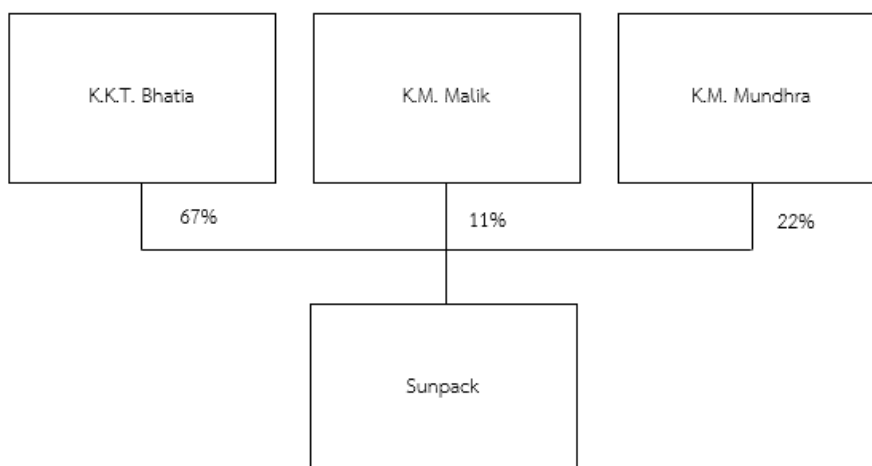 K.K.T. Bhatia
K.M. Malik
K.M. Mundhra
67%
11%
22%
Sunpack